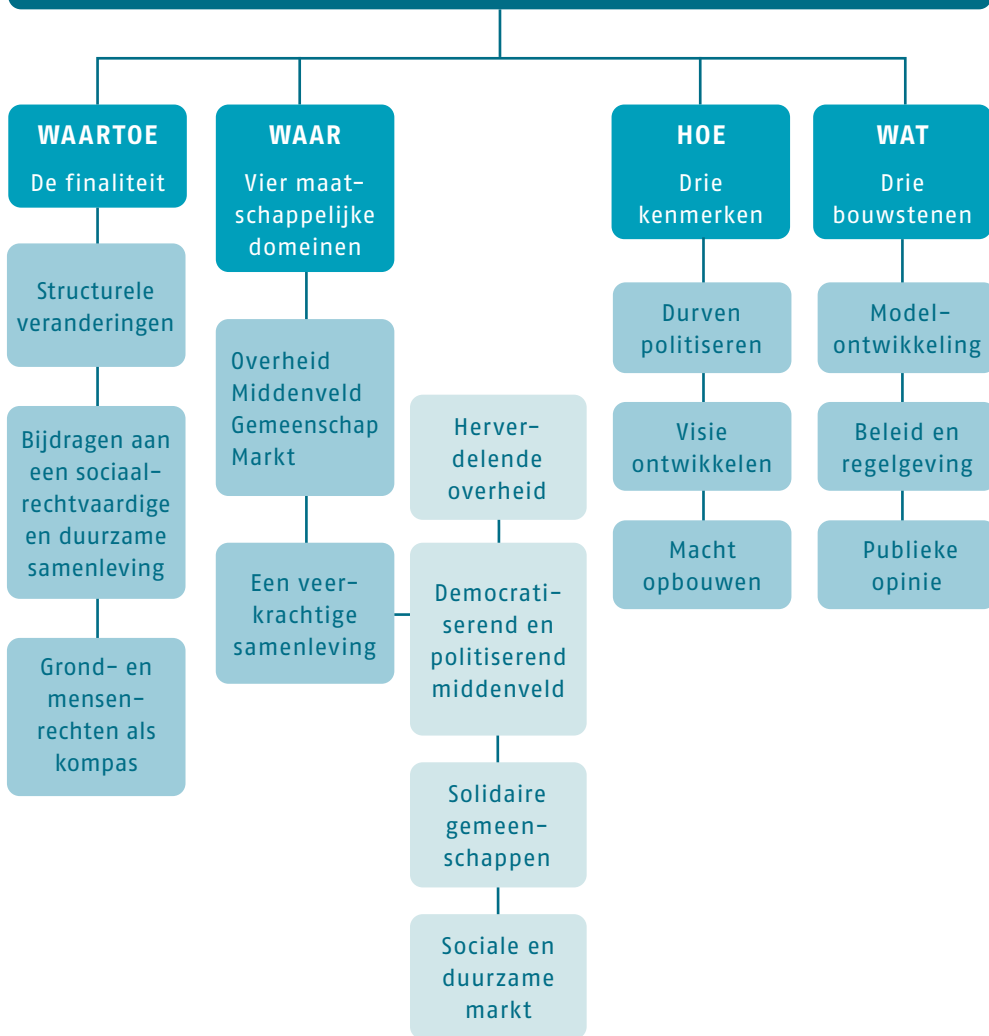 WAARTOE
De finaliteit
Structurele
veranderingen
Bijdragen aan
een sociaal-
rechtvaardige
en duurzame
samenleving
Grond- en
mensen-
rechten als
kompas
WAAR
Vier maat-
schappelijke
domeinen
Overheid
Middenveld
Gemeenschap
Markt
Een veer-
krachtige
samenleving
Herver-
delende
overheid
Democrati-
serend en
politiserend
middenveld
Solidaire
gemeen-
schappen
Sociale en
duurzame
markt
HOE
Drie
kenmerken
Durven
politiseren
Visie
ontwikkelen
Macht
opbouwen
WAT
Drie
bouwstenen
Model-
ontwikkeling
Beleid en
regelgeving
Publieke
opinie